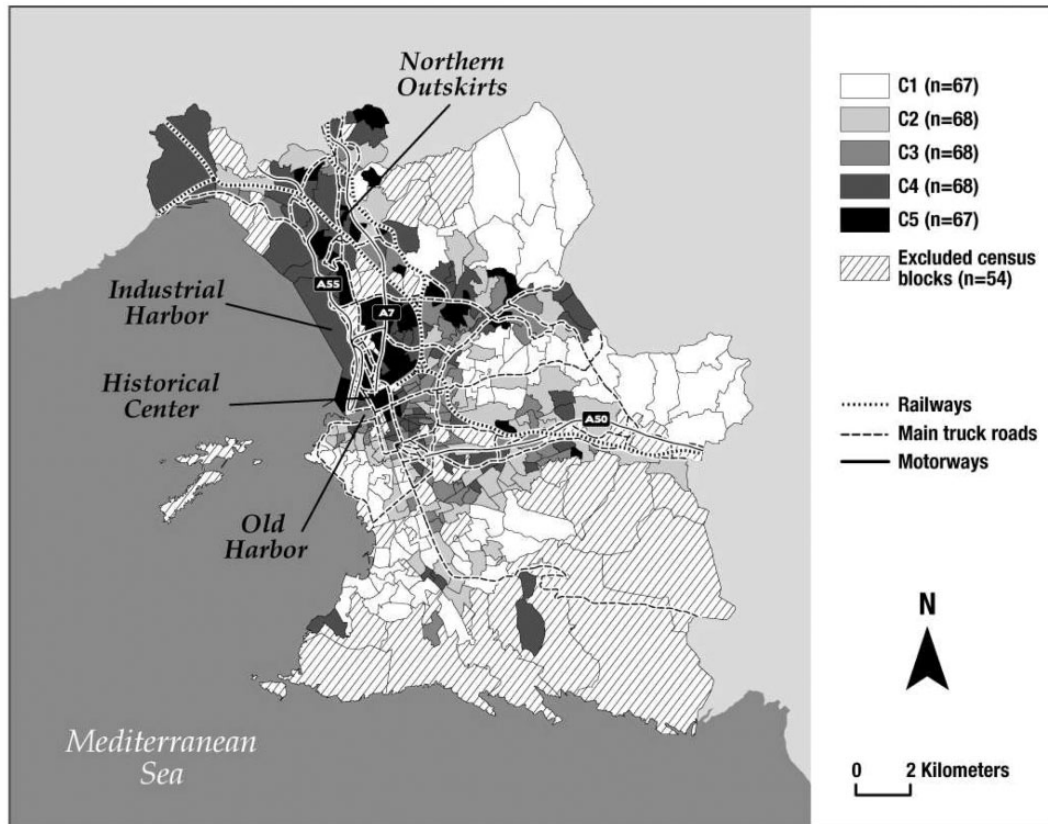 Northern
Outskirts
A55
Industrial
Harbor
A7
Historical
Center
A50
Old
Harbor
Mediterranean
Sea
C1 (n=67)
C2 (n=68)
C3 (n=68)
C4 (n=68)
C5 (n=67)
Excluded census
blocks (n=54)
Railways
Main truck roads
Motorways
N
0 2 Kilometers